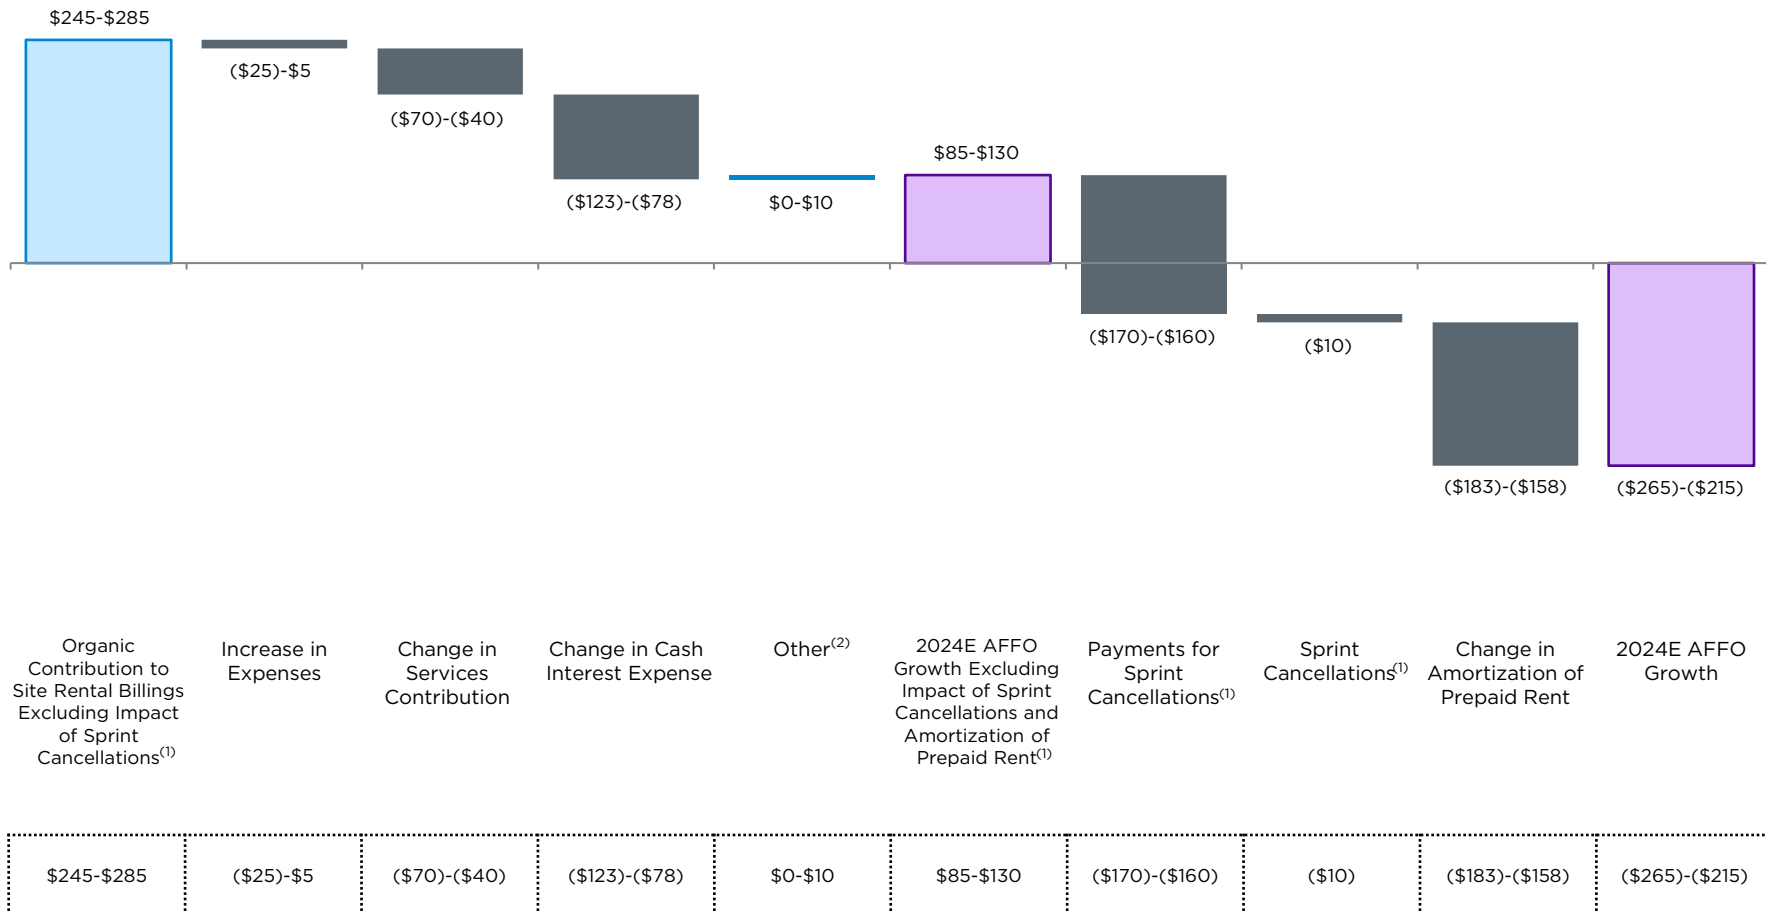 $245-$285
($25)-$5
($70)-($40)
($123)-($78)
$0-$10
$85-$130
($170)-($160)
($10)
($183)-($158)
($265)-($215)
Organic
Contribution to
Site Rental Billings
Excluding Impact
of Sprint
Cancellations(1)
Increase in
Expenses
Change in
Services
Contribution
Change in Cash
Interest Expense
Other(2)
2024E AFFO
Growth Excluding
Impact of Sprint
Cancellations and
Amortization of
Prepaid Rent(1)
Payments for
Sprint
Cancellations(1)
Sprint
Cancellations(1)
Change in
Amortization of
Prepaid Rent
2024E AFFO
Growth
$245-$285
($25)-$5
($70)-($40)
($123)-($78)
$0-$10
$85-$130
($170)-($160)
($10)
($183)-($158)
($265)-($215)